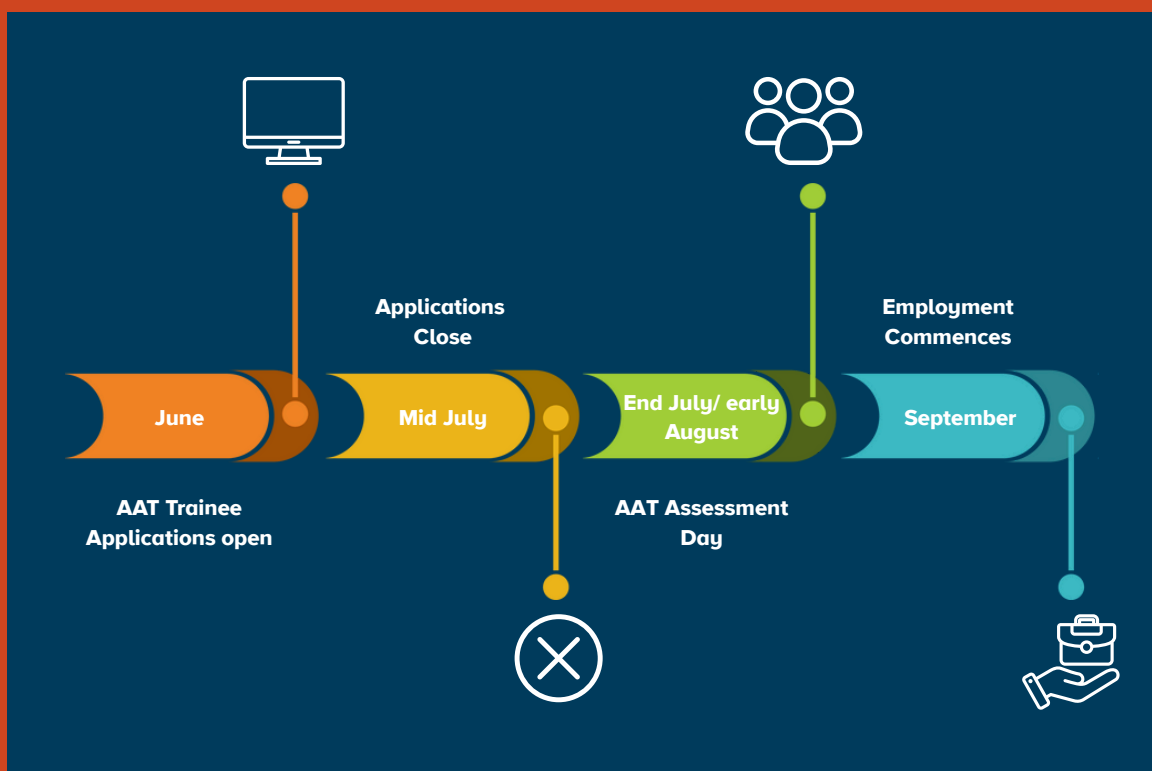 June
AAT Trainee
Applications open
Applications
Close
Mid July
End July/ early
August
AAT Assessment
Day
Employment
Commences
September